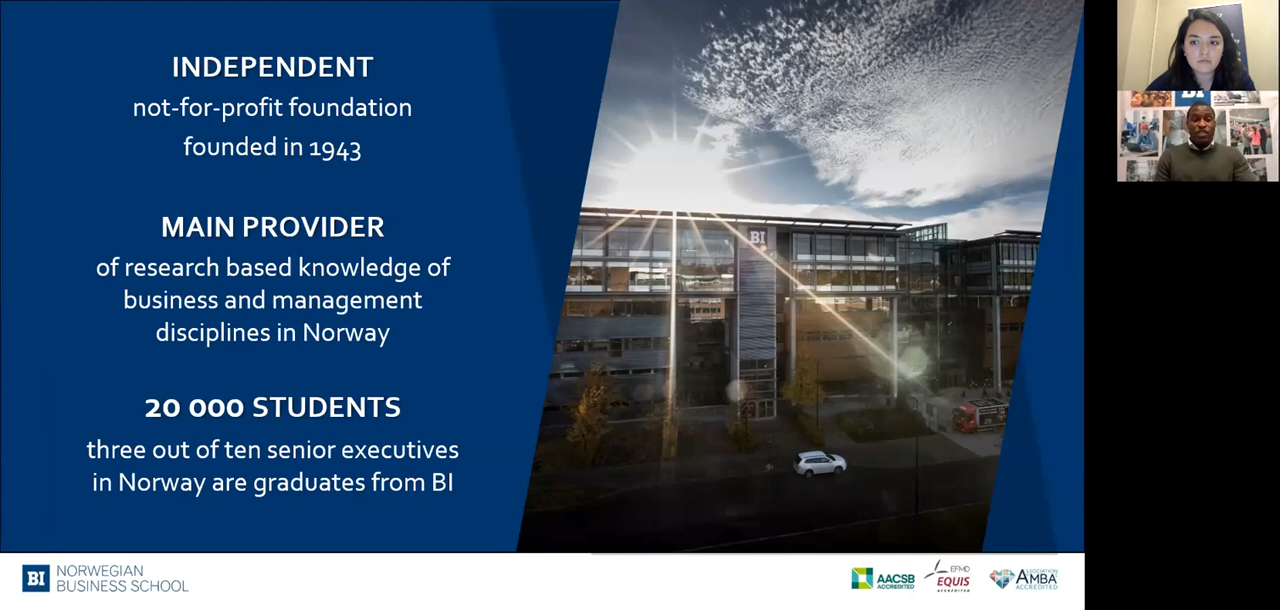 INDEPENDENT
not-for-profit foundation
founded in 1943
MAIN PROVIDER
of research based knowledge of
business and management
disciplines in Norway
20 000 STUDENTS
three out of ten senior executives
in Norway are graduates from BI
BI
BI
BI
NORWEGIAN
BUSINESS SCHOOL
AACSB
ACCREDITED
EFMD
EQUIS
ACCREDITED
ASSOCIATION
AMBA
ACCREDITED